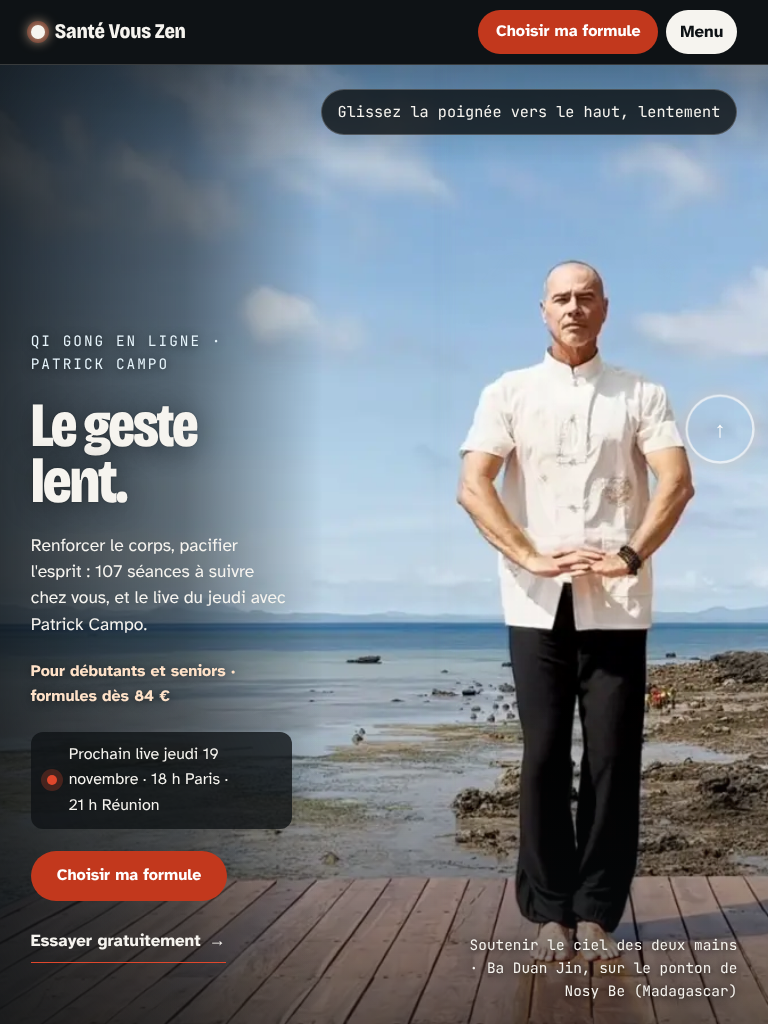 Santé Vous Zen
Choisir ma formule
Menu
Glissez la poignée vers le haut, lentement
QI GONG EN LIGNE ·
PATRICK CAMPO
Le geste
lent.
↑
Renforcer le corps, pacifier
l'esprit : 107 séances à suivre
chez vous, et le live du jeudi avec
Patrick Campo.
Pour débutants et seniors ·
formules dès 84 €
Prochain live jeudi 19
novembre · 18 h Paris ·
21 h Réunion
Choisir ma formule
Essayer gratuitement →
Soutenir le ciel des deux mains
· Ba Duan Jin, sur le ponton de
Nosy Be (Madagascar)